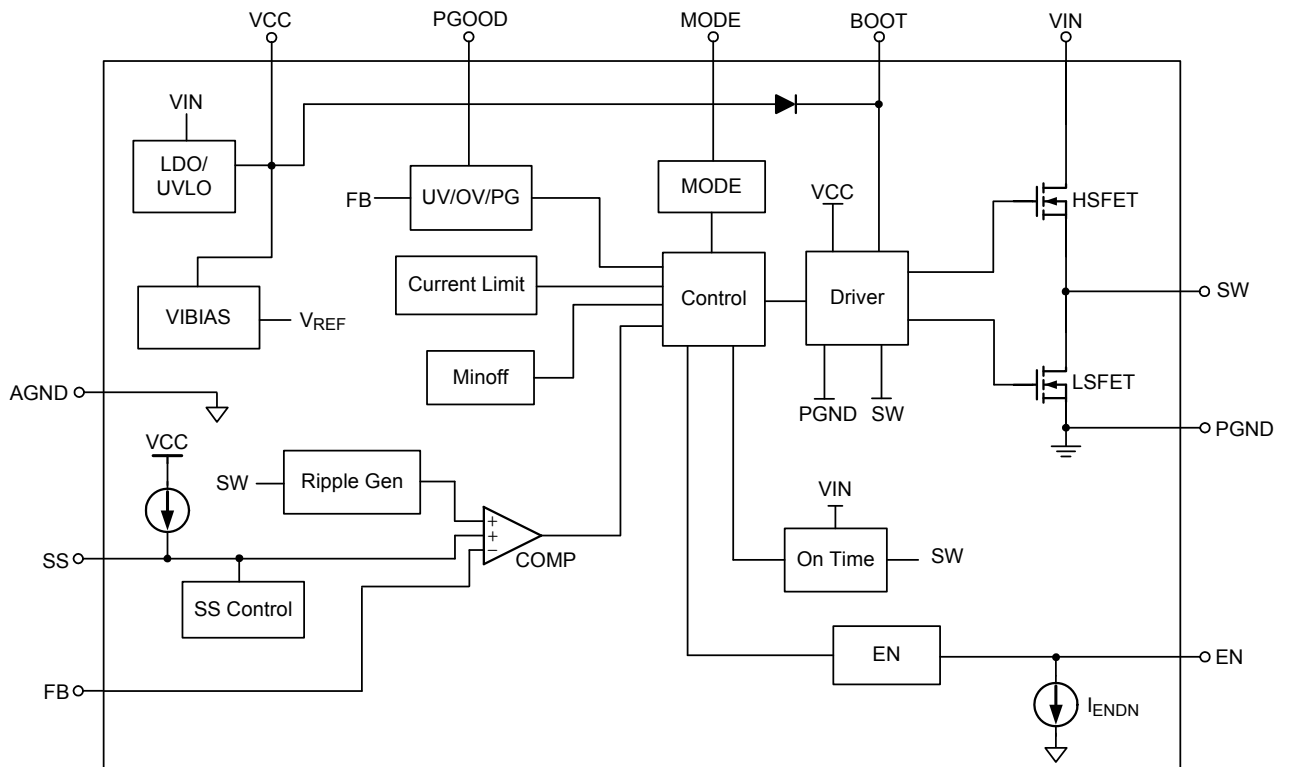 VCC
PGOOD
MODE
BOOT
VIN
VIN
LDO/
UVLO
FB
UV/OV/PG
MODE
VCC
HSFET
Current Limit
Control
Driver
SW
VIBIAS
VREF
Minoff
LSFET
AGND
PGND
SW
PGND
VCC
SW
Ripple Gen
VIN
+
+
−
SS
COMP
On Time
SW
SS Control
EN
EN
FB
IENDN